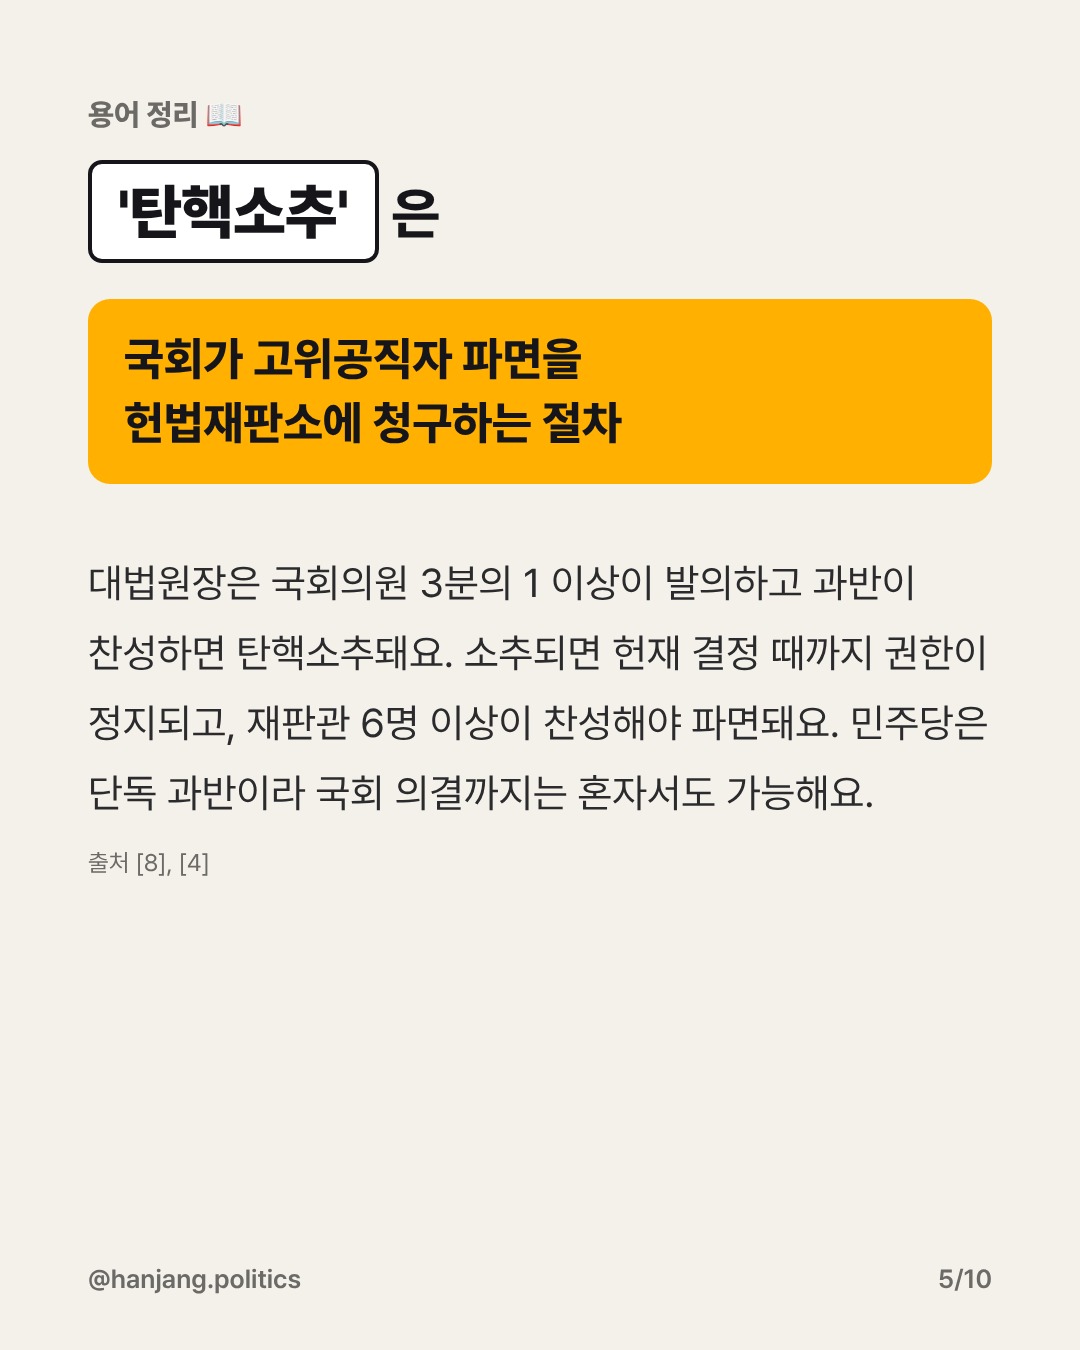 용어 정리 📖
'탄핵소추' 은
국회가 고위공직자 파면을
헌법재판소에 청구하는 절차
대법원장은 국회의원 3분의 1 이상이 발의하고 과반이
찬성하면 탄핵소추돼요. 소추되면 헌재 결정 때까지 권한이
정지되고, 재판관 6명 이상이 찬성해야 파면돼요. 민주당은
단독 과반이라 국회 의결까지는 혼자서도 가능해요.
출처 [8], [4]
@hanjang.politics
5/10